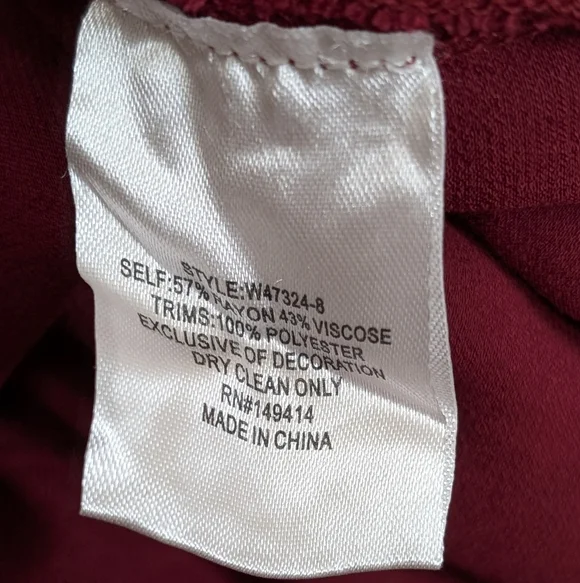 STYLE:W47324-8
SELF:57% RAYON 43% VISCOSE
TRIMS:100% POLYESTER
EXCLUSIVE OF DECORATION
DRY CLEAN ONLY
RN#149414
MADE IN CHINA